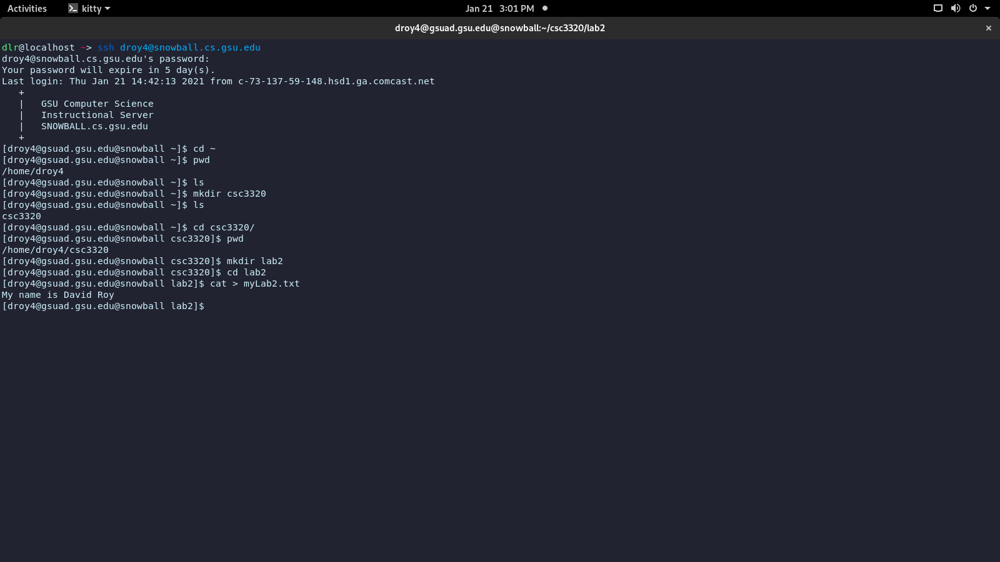 Activities kitty Jan 21 3:01 PM
droy4@gsuad.gsu.edu@snowball:~/csc3320/lab2
dlr@localhost ~> ssh droy4@snowball.cs.gsu.edu
droy4@snowball.cs.gsu.edu's password:
Your password will expire in 5 day(s).
Last login: Thu Jan 21 14:42:13 2021 from c-73-137-59-148.hsd1.ga.comcast.net
   +
   |   GSU Computer Science
   |   Instructional Server
   |   SNOWBALL.cs.gsu.edu
   +
[droy4@gsuad.gsu.edu@snowball ~]$ cd ~
[droy4@gsuad.gsu.edu@snowball ~]$ pwd
/home/droy4
[droy4@gsuad.gsu.edu@snowball ~]$ ls
[droy4@gsuad.gsu.edu@snowball ~]$ mkdir csc3320
[droy4@gsuad.gsu.edu@snowball ~]$ ls
csc3320
[droy4@gsuad.gsu.edu@snowball ~]$ cd csc3320/
[droy4@gsuad.gsu.edu@snowball csc3320]$ pwd
/home/droy4/csc3320
[droy4@gsuad.gsu.edu@snowball csc3320]$ mkdir lab2
[droy4@gsuad.gsu.edu@snowball csc3320]$ cd lab2
[droy4@gsuad.gsu.edu@snowball lab2]$ cat > myLab2.txt
My name is David Roy
[droy4@gsuad.gsu.edu@snowball lab2]$